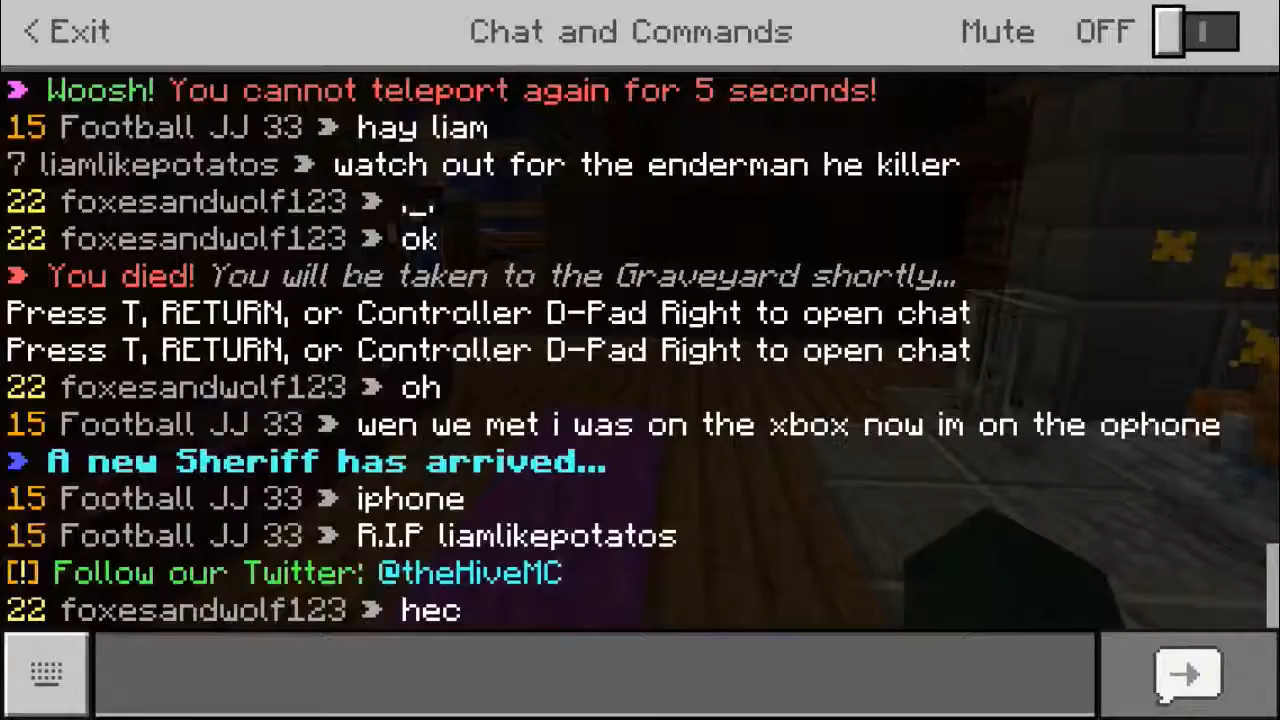 < Exit Chat and Commands Mute OFF
Woosh! You cannot teleport again for 5 seconds!
15 Football JJ 33 » hay liam
7 liamlikepotatos » watch out for the enderman he killer
22 foxesandwolf123 » ._.
22 foxesandwolf123 » ok
» You died! You will be taken to the Graveyard shortly...
Press T, RETURN, or Controller D-Pad Right to open chat
Press T, RETURN, or Controller D-Pad Right to open chat
22 foxesandwolf123 » oh
15 Football JJ 33 » wen we met i was on the xbox now im on the ophone
» A new Sheriff has arrived...
15 Football JJ 33 » iphone
15 Football JJ 33 » R.I.P liamlikepotatos
[!] Follow our Twitter: @theHiveMC
22 foxesandwolf123 » hec